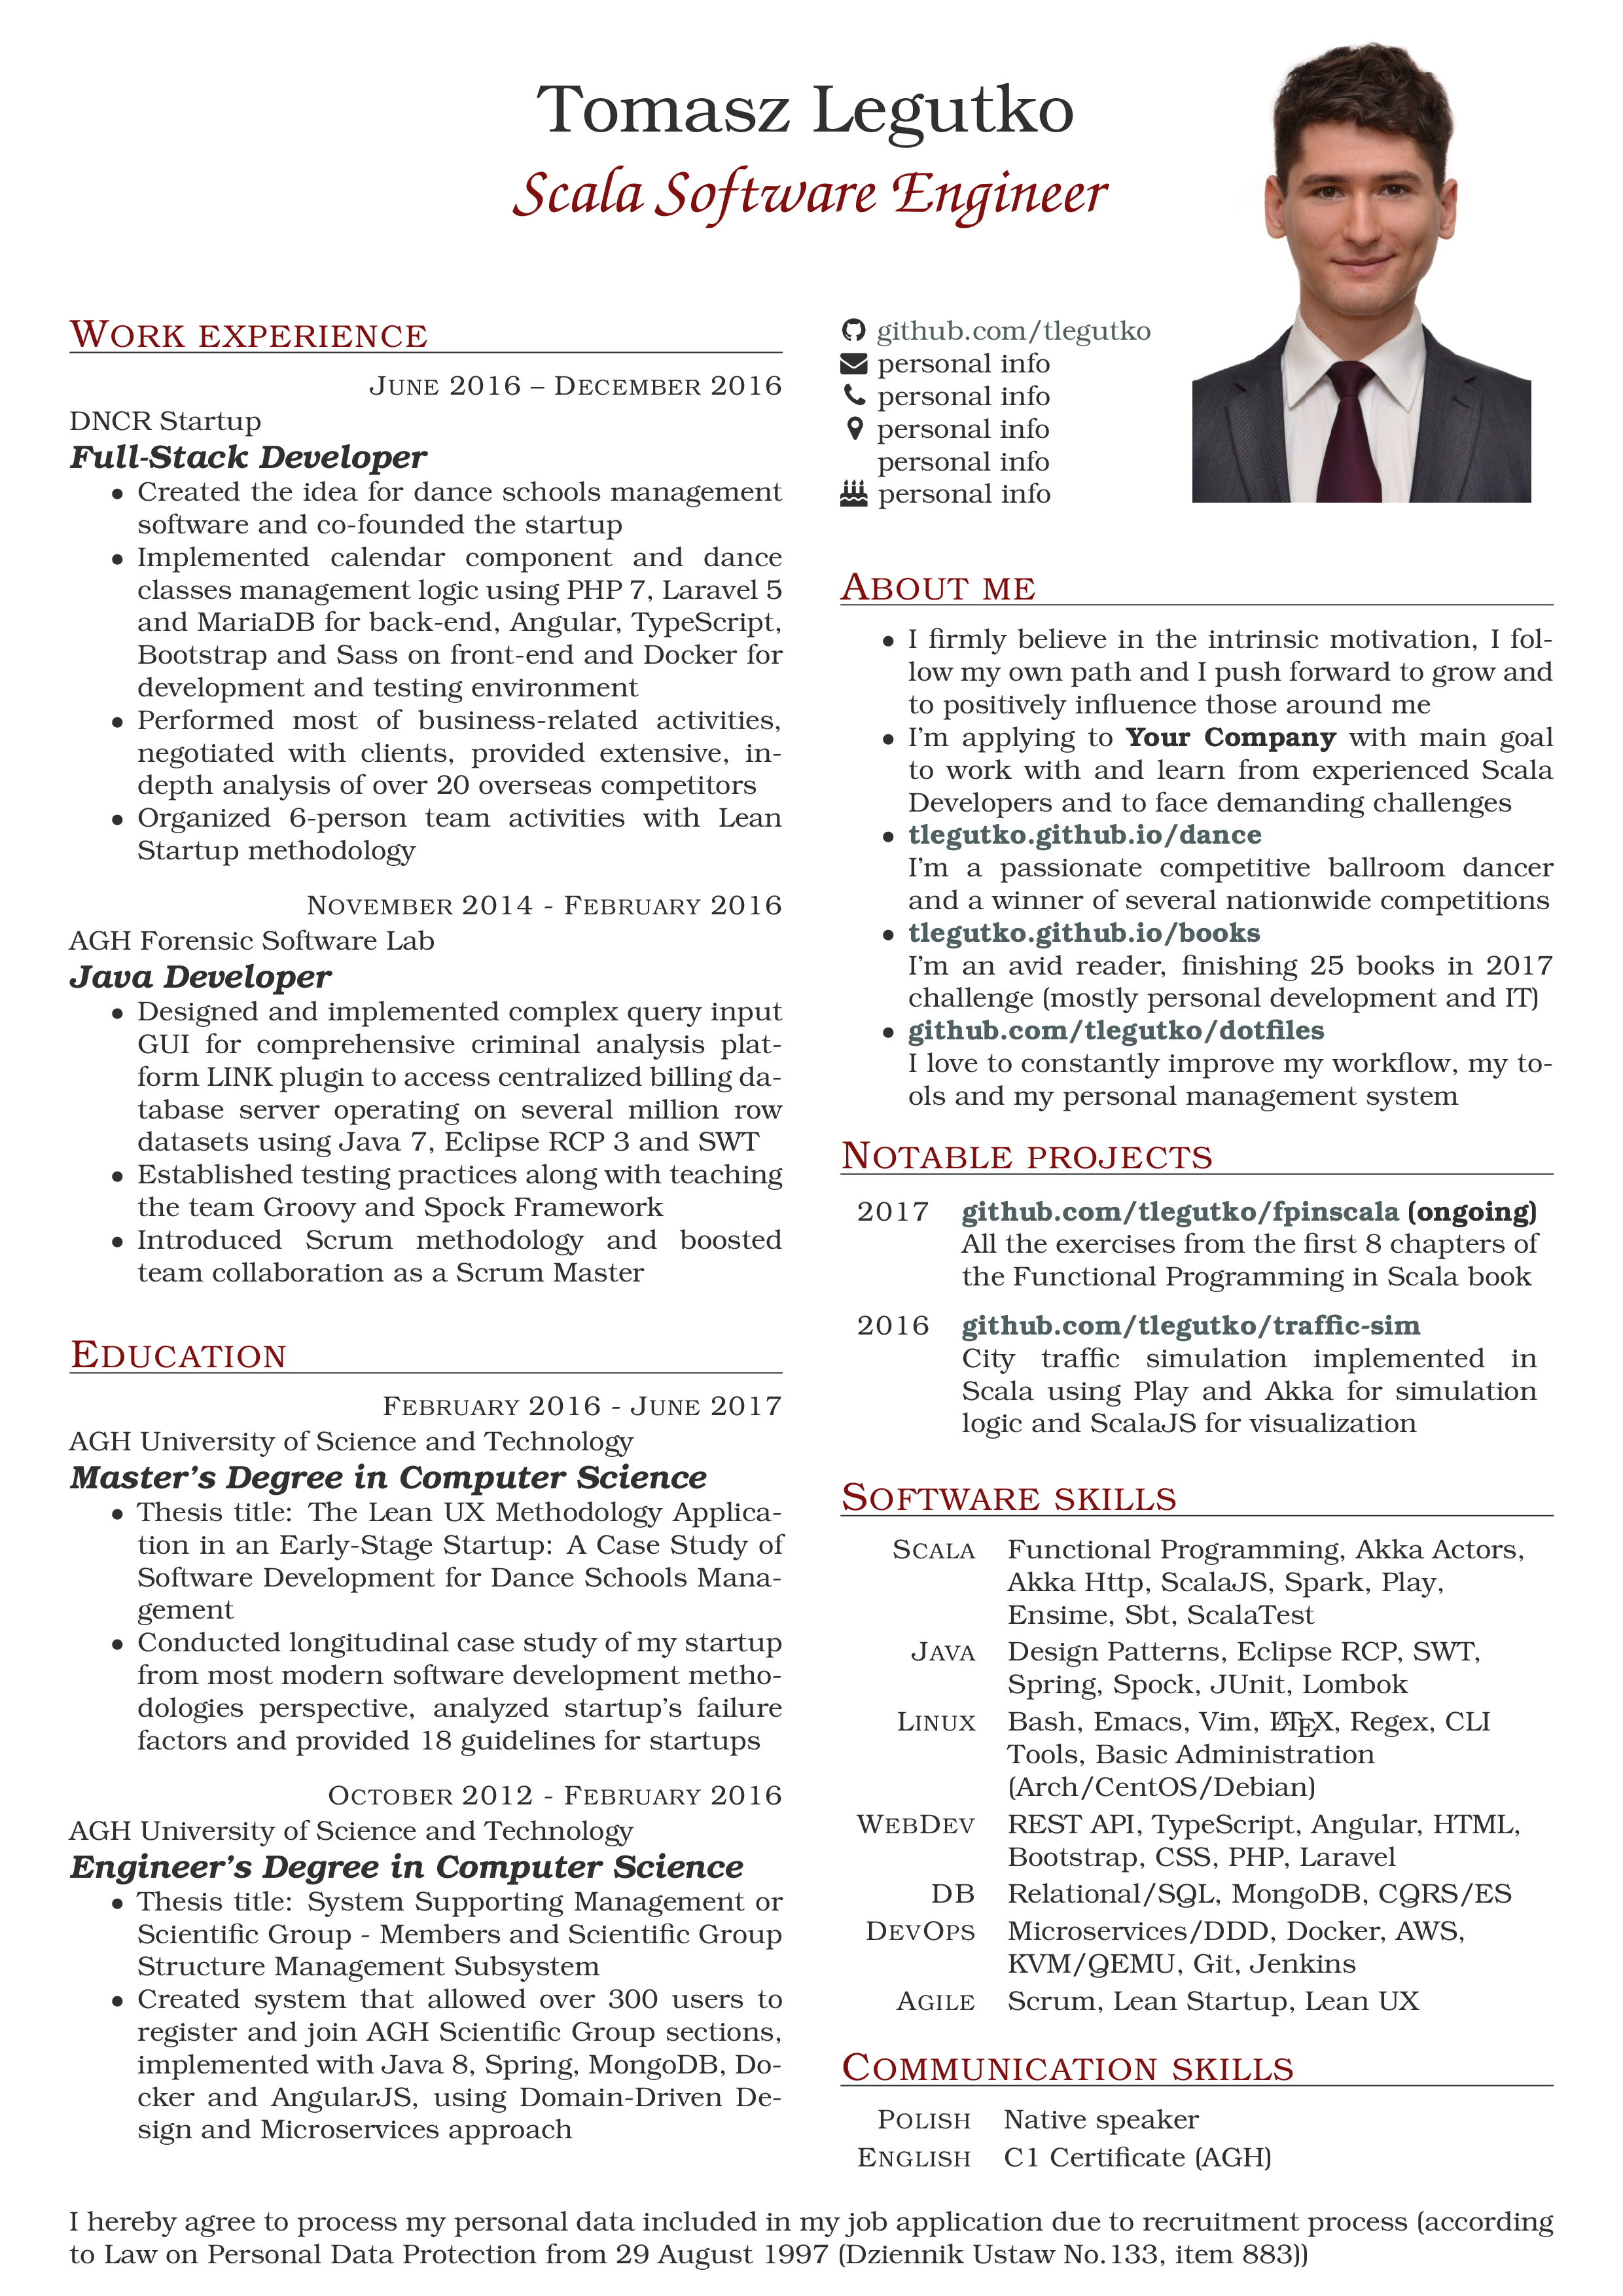 Tomasz Legutko
Scala Software Engineer
WORK EXPERIENCE
JUNE 2016 – DECEMBER 2016
DNCR Startup
Full-Stack Developer
• Created the idea for dance schools management
software and co-founded the startup
• Implemented calendar component and dance
classes management logic using PHP 7, Laravel 5
and MariaDB for back-end, Angular, TypeScript,
Bootstrap and Sass on front-end and Docker for
development and testing environment
• Performed most of business-related activities,
negotiated with clients, provided extensive, in-
depth analysis of over 20 overseas competitors
• Organized 6-person team activities with Lean
Startup methodology
NOVEMBER 2014 - FEBRUARY 2016
AGH Forensic Software Lab
Java Developer
• Designed and implemented complex query input
GUI for comprehensive criminal analysis plat-
form LINK plugin to access centralized billing da-
tabase server operating on several million row
datasets using Java 7, Eclipse RCP 3 and SWT
• Established testing practices along with teaching
the team Groovy and Spock Framework
• Introduced Scrum methodology and boosted
team collaboration as a Scrum Master
EDUCATION
FEBRUARY 2016 - JUNE 2017
AGH University of Science and Technology
Master's Degree in Computer Science
• Thesis title: The Lean UX Methodology Applica-
tion in an Early-Stage Startup: A Case Study of
Software Development for Dance Schools Mana-
gement
• Conducted longitudinal case study of my startup
from most modern software development metho-
dologies perspective, analyzed startup's failure
factors and provided 18 guidelines for startups
OCTOBER 2012 - FEBRUARY 2016
AGH University of Science and Technology
Engineer's Degree in Computer Science
• Thesis title: System Supporting Management or
Scientific Group - Members and Scientific Group
Structure Management Subsystem
• Created system that allowed over 300 users to
register and join AGH Scientific Group sections,
implemented with Java 8, Spring, MongoDB, Do-
cker and AngularJS, using Domain-Driven De-
sign and Microservices approach
github.com/tlegutko
personal info
personal info
personal info
personal info
personal info
ABOUT ME
• I firmly believe in the intrinsic motivation, I fol-
low my own path and I push forward to grow and
to positively influence those around me
• I'm applying to Your Company with main goal
to work with and learn from experienced Scala
Developers and to face demanding challenges
• tlegutko.github.io/dance
I'm a passionate competitive ballroom dancer
and a winner of several nationwide competitions
• tlegutko.github.io/books
I'm an avid reader, finishing 25 books in 2017
challenge (mostly personal development and IT)
• github.com/tlegutko/dotfiles
I love to constantly improve my workflow, my to-
ols and my personal management system
NOTABLE PROJECTS
2017 github.com/tlegutko/fpinscala (ongoing)
All the exercises from the first 8 chapters of
the Functional Programming in Scala book
2016 github.com/tlegutko/traffic-sim
City traffic simulation implemented in
Scala using Play and Akka for simulation
logic and ScalaJS for visualization
SOFTWARE SKILLS
SCALA Functional Programming, Akka Actors,
Akka Http, ScalaJS, Spark, Play,
Ensime, Sbt, ScalaTest
JAVA Design Patterns, Eclipse RCP, SWT,
Spring, Spock, JUnit, Lombok
LINUX Bash, Emacs, Vim, LATEX, Regex, CLI
Tools, Basic Administration
(Arch/CentOS/Debian)
WEBDEV REST API, TypeScript, Angular, HTML,
Bootstrap, CSS, PHP, Laravel
DB Relational/SQL, MongoDB, CQRS/ES
DEVOPS Microservices/DDD, Docker, AWS,
KVM/QEMU, Git, Jenkins
AGILE Scrum, Lean Startup, Lean UX
COMMUNICATION SKILLS
POLISH Native speaker
ENGLISH C1 Certificate (AGH)
I hereby agree to process my personal data included in my job application due to recruitment process (according
to Law on Personal Data Protection from 29 August 1997 (Dziennik Ustaw No.133, item 883))